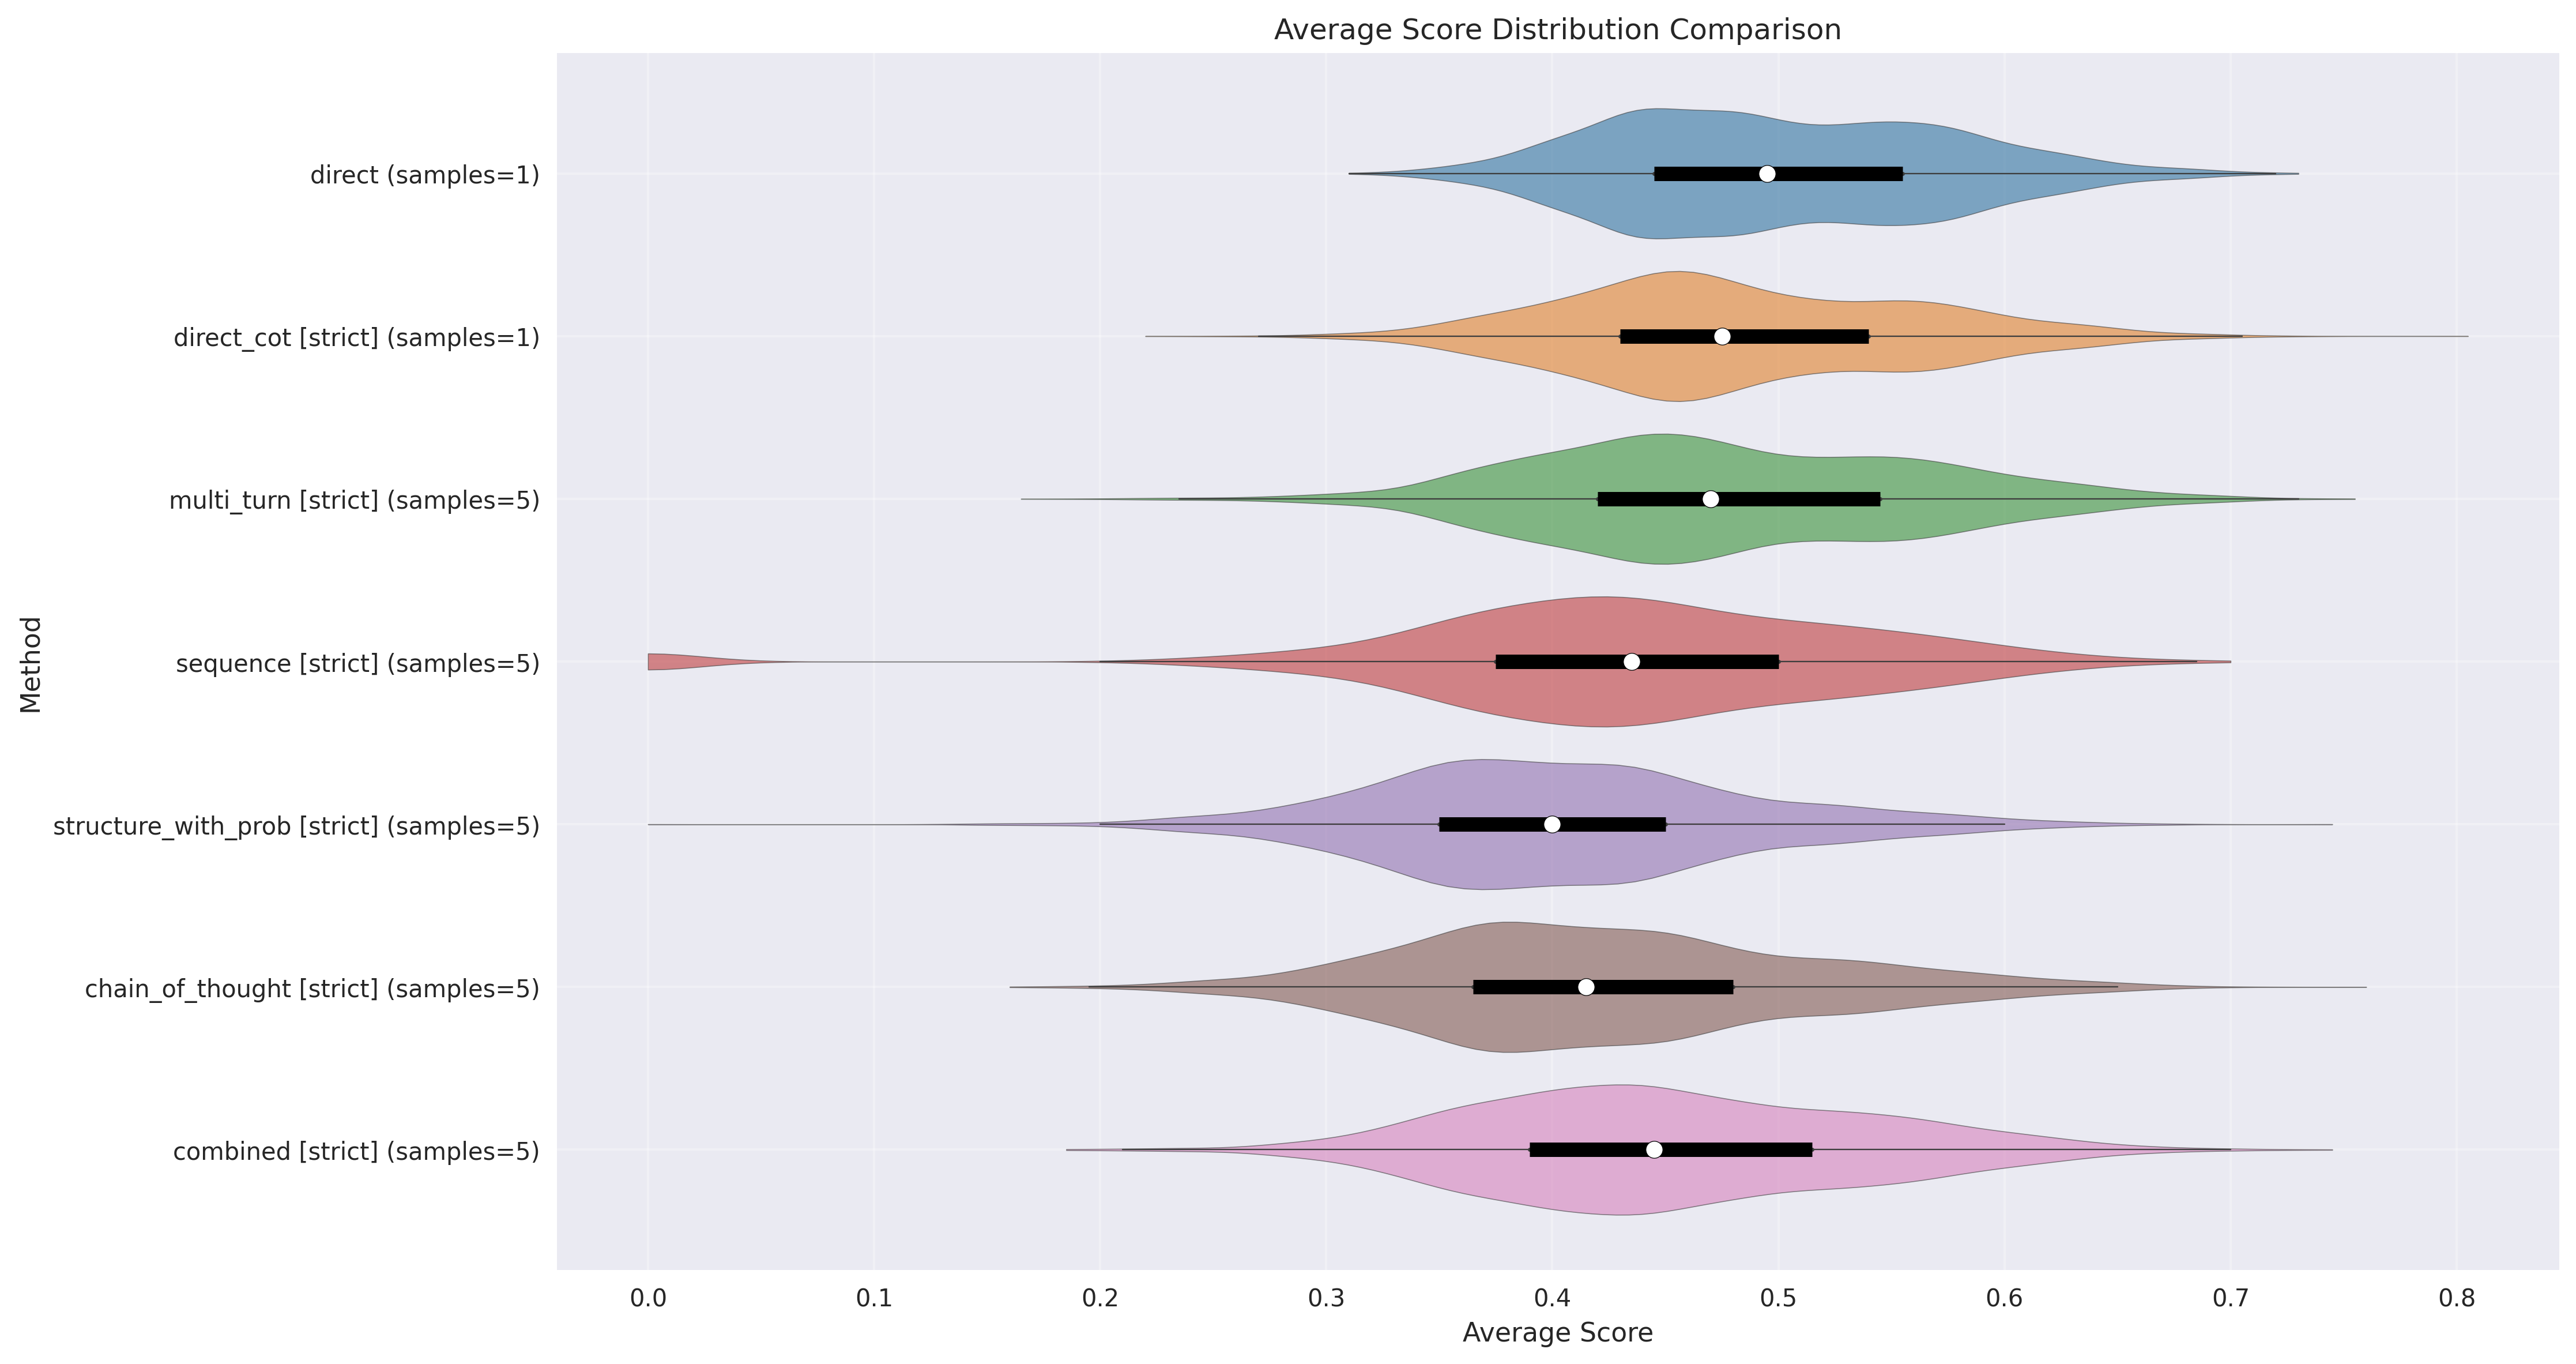 Average Score Distribution Comparison
Method
direct (samples=1)
direct_cot [strict] (samples=1)
multi_turn [strict] (samples=5)
sequence [strict] (samples=5)
structure_with_prob [strict] (samples=5)
chain_of_thought [strict] (samples=5)
combined [strict] (samples=5)
0.0 0.1 0.2 0.3 0.4 0.5 0.6 0.7 0.8
Average Score